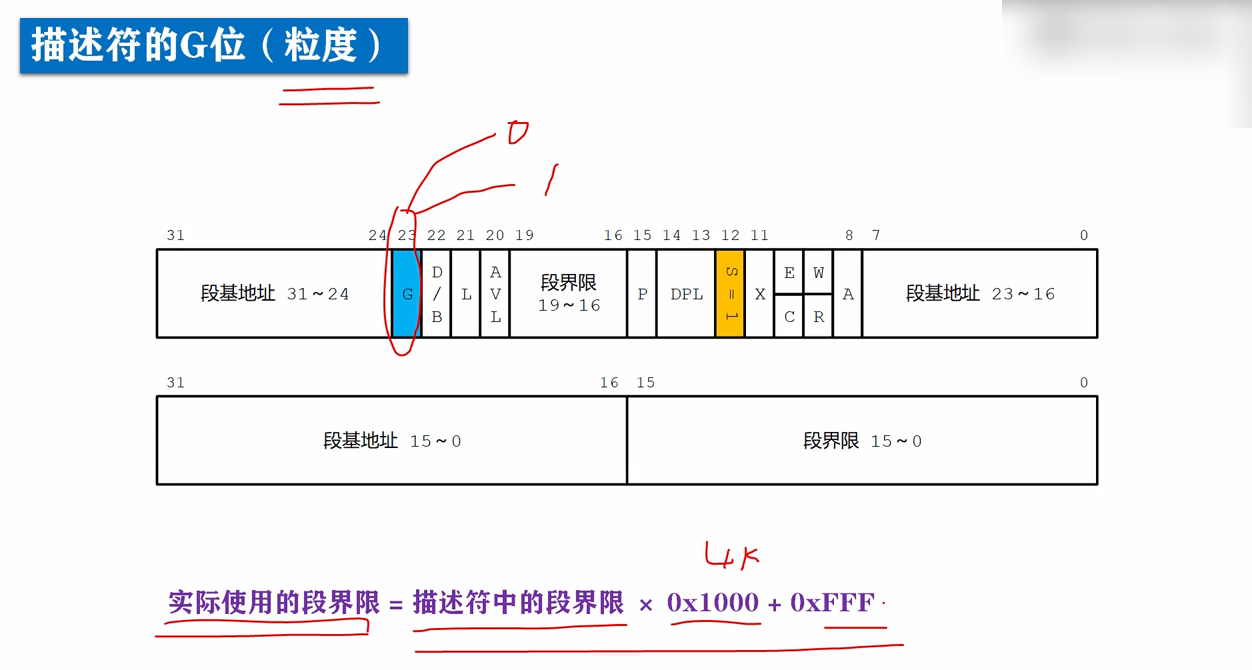 描述符的G位（粒度）
0
1
31 24 23 22 21 20 19 16 15 14 13 12 11 8 7 0
段基地址 31~24 G D/B L AVL 段界限 19~16 P DPL S=1 X E W C R A 段基地址 23~16
31 16 15 0
段基地址 15~0 段界限 15~0
4K
实际使用的段界限 = 描述符中的段界限 × 0x1000 + 0xFFF